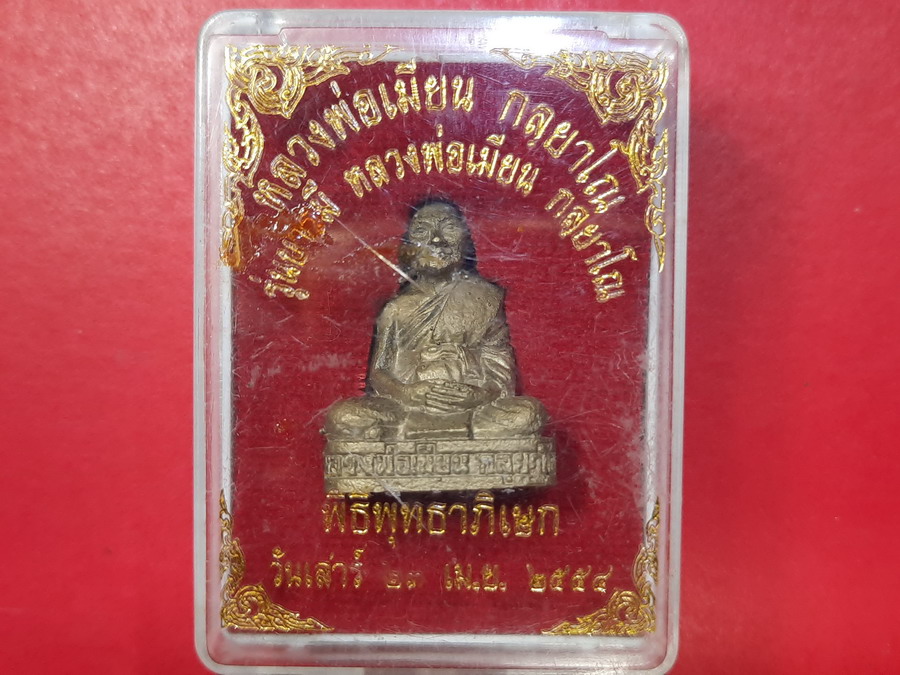 หลวงพ่อเมียน กลฺยาโณ
รุ่นบารมี หลวงพ่อเมียน กลฺยาโณ
หลวงพ่อเมียน กลฺยาโณ
พิธีพุทธาภิเษก
วันเสาร์ ๒๓ เม.ย. ๒๕๕๔